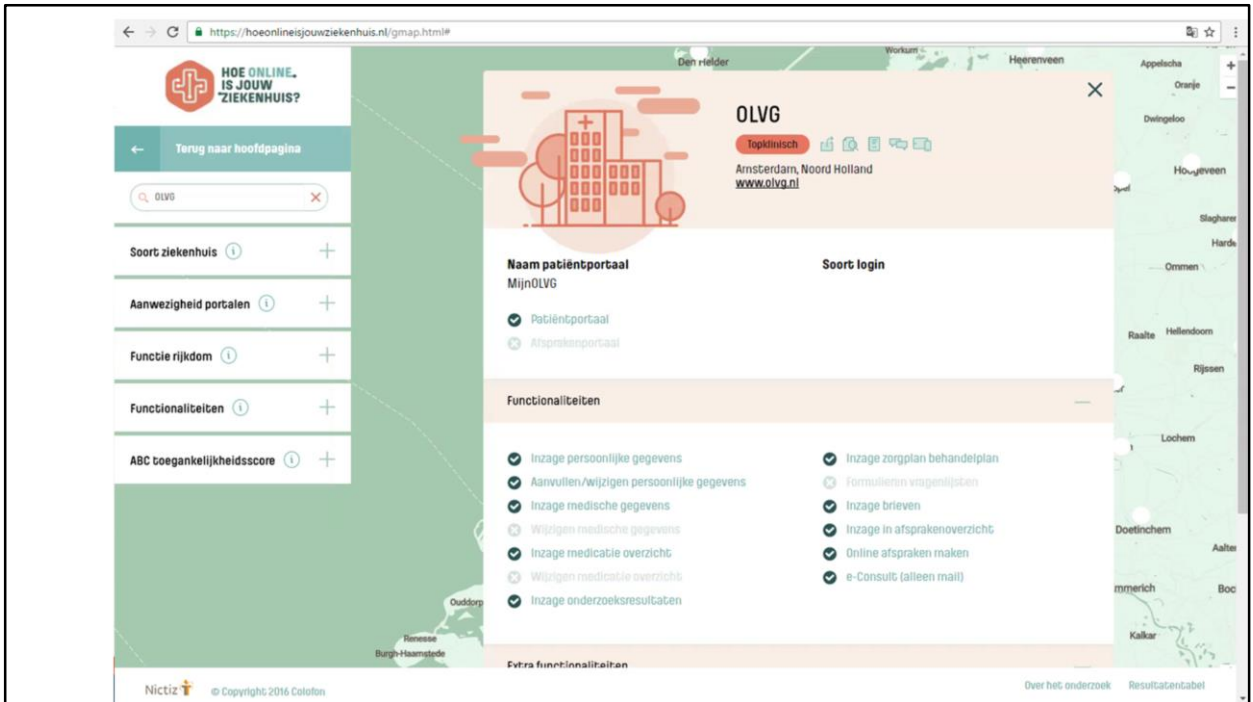 https://hoeonlineisjouwziekenhuis.nl/gmap.html#
HOE ONLINE.
IS JOUW
ZIEKENHUIS?
Terug naar hoofdpagina
OLVG
Soort ziekenhuis
Aanwezigheid portalen
Functie rijkdom
Functionaliteiten
ABC toegankelijkheidsscore
Den Helder
Workum
Heerenveen
Appelscha
Oranje
Dwingeloo
Hoogeveen
Slagharen
Ommen
Raalte
Hellendoorn
Rijssen
Lochem
Doetinchem
Aalter
Kalkar
Ouddorp
Renesse
Burgh-Haamstede
OLVG
Topklinisch
Amsterdam, Noord Holland
www.olvg.nl
Naam patiëntportaal
MijnOLVG
Soort login
Patiëntportaal
Afsprakenportaal
Functionaliteiten
Inzage persoonlijke gegevens
Aanvullen/wijzigen persoonlijke gegevens
Inzage medische gegevens
Wijzigen medische gegevens
Inzage medicatie overzicht
Wijzigen medicatie overzicht
Inzage onderzoeksresultaten
Inzage zorgplan behandelplan
Formulieren vragenlijsten
Inzage brieven
Inzage in afsprakenoverzicht
Online afspraken maken
e-Consult (alleen mail)
Extra functionaliteiten
Nictiz
© Copyright 2016 Colofon
Over het onderzoek
Resultatentabel